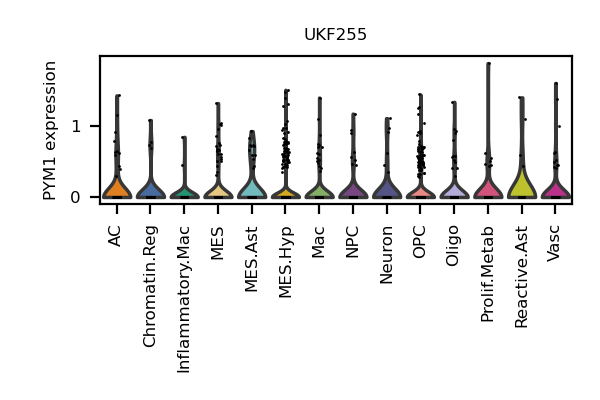 UKF255
PYM1 expression
1
0
AC
Chromatin.Reg
Inflammatory.Mac
MES
MES.Ast
MES.Hyp
Mac
NPC
Neuron
OPC
Oligo
Prolif.Metab
Reactive.Ast
Vasc